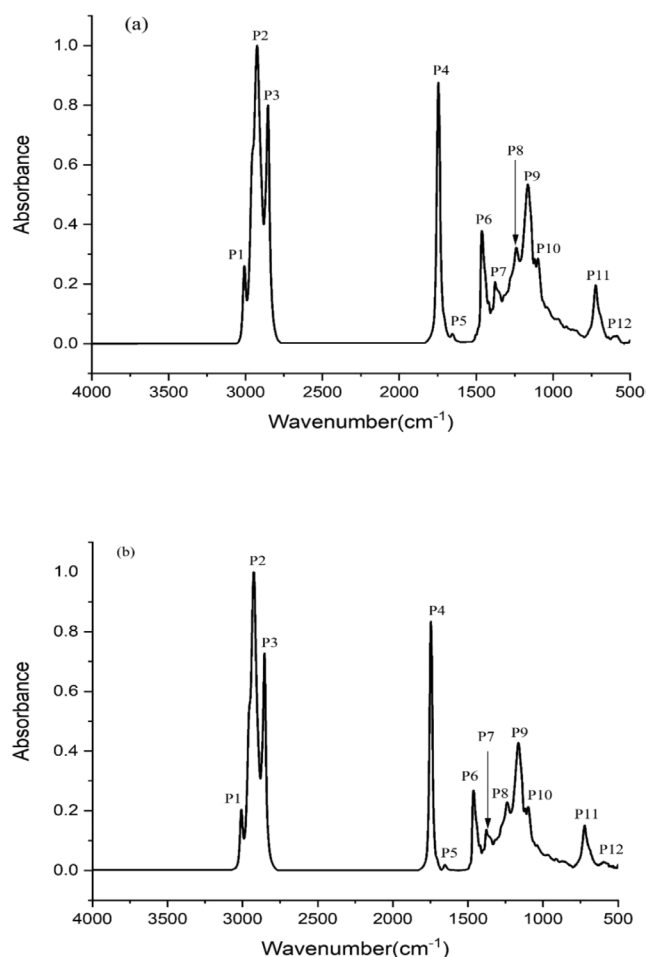 (a)
P2
1.0
P3
P4
0.8
P8
0.6
P9
Absorbance
0.4
P6
P1
P10
P7
P11
0.2
P5
P12
0.0
4000 3500 3000 2500 2000 1500 1000 500
Wavenumber(cm-1)
(b)
P2
1.0
P4
0.8
P3
P7
0.6
P9
Absorbance
0.4
P6
P8 P10
P1
P11
0.2
P5
P12
0.0
4000 3500 3000 2500 2000 1500 1000 500
Wavenumber(cm-1)